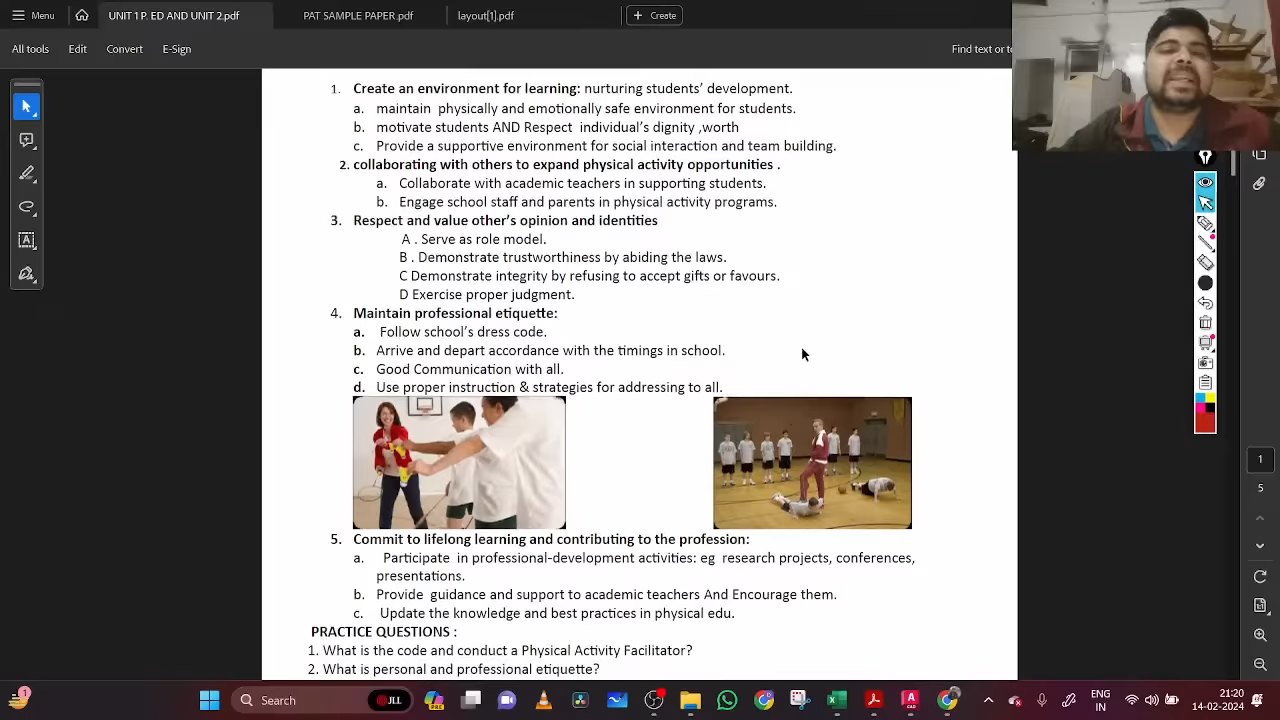 Menu
UNIT 1 P. ED AND UNIT 2.pdf
PAT SAMPLE PAPER.pdf
layout[1].pdf
+ Create
All tools Edit Convert E-Sign
Find text or to
1. Create an environment for learning: nurturing students' development.
a. maintain physically and emotionally safe environment for students.
b. motivate students AND Respect individual's dignity ,worth
c. Provide a supportive environment for social interaction and team building.
2. collaborating with others to expand physical activity opportunities .
a. Collaborate with academic teachers in supporting students.
b. Engage school staff and parents in physical activity programs.
3. Respect and value other's opinion and identities
A . Serve as role model.
B . Demonstrate trustworthiness by abiding the laws.
C Demonstrate integrity by refusing to accept gifts or favours.
D Exercise proper judgment.
4. Maintain professional etiquette:
a. Follow school's dress code.
b. Arrive and depart accordance with the timings in school.
c. Good Communication with all.
d. Use proper instruction & strategies for addressing to all.
5. Commit to lifelong learning and contributing to the profession:
a. Participate in professional-development activities: eg research projects, conferences,
presentations.
b. Provide guidance and support to academic teachers And Encourage them.
c. Update the knowledge and best practices in physical edu.
PRACTICE QUESTIONS :
1. What is the code and conduct a Physical Activity Facilitator?
2. What is personal and professional etiquette?
1
5
1
Search
JLL
PRE
ENG
IN
21:20
14-02-2024